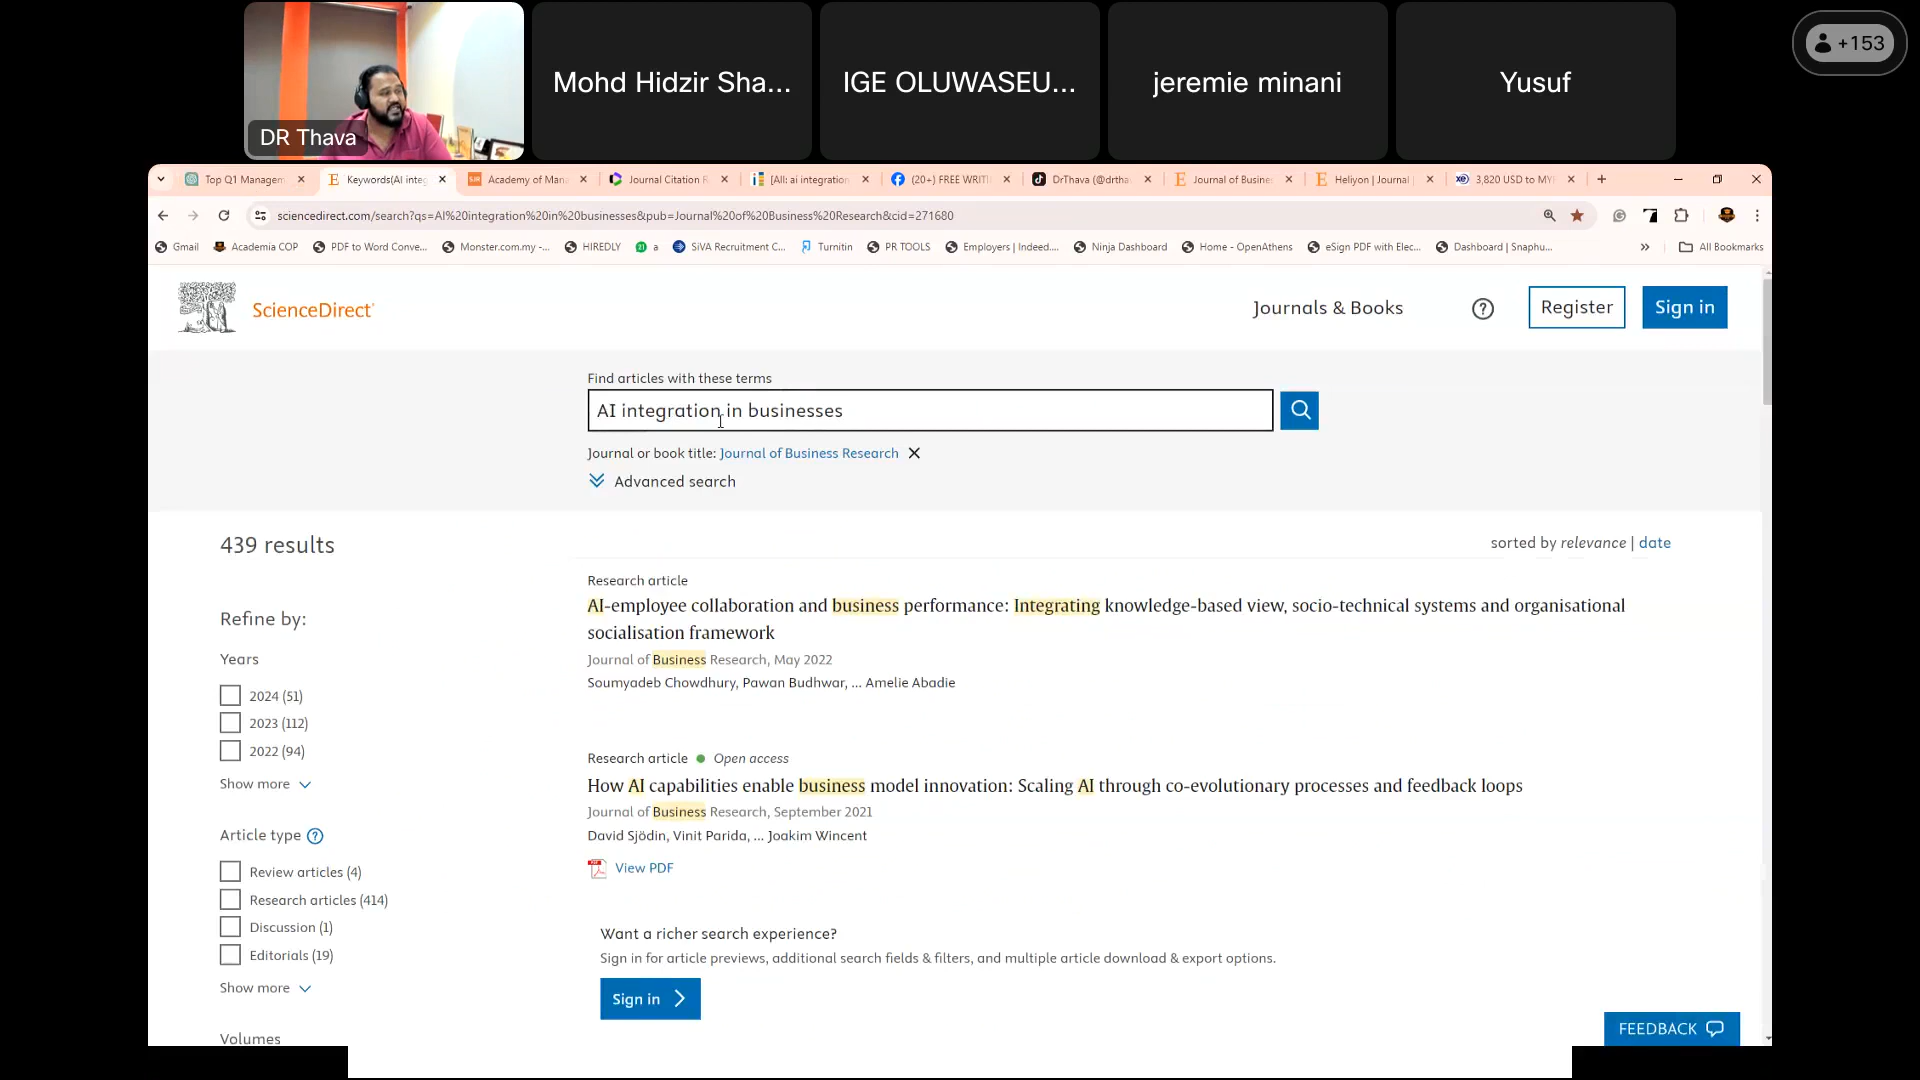 DR Thava
Mohd Hidzir Sha...
IGE OLUWASEU...
jeremie minani
Yusuf
+153
Top Q1 Managem
Keywords(AI integ
Academy of Mana
Journal Citation R
[All: ai integration
(20+) FREE WRITI
DrThava (@drthav
Journal of Busines
Heliyon | Journal
3,820 USD to MYR
sciencedirect.com/search?qs=AI%20integration%20in%20businesses&pub=Journal%20of%20Business%20Research&cid=271680
Gmail
Academia COP
PDF to Word Conve...
Monster.com.my -...
HIREDLY
a
SiVA Recruitment C...
Turnitin
PR TOOLS
Employers | Indeed....
Ninja Dashboard
Home - OpenAthens
eSign PDF with Elec...
Dashboard | Snaphu...
All Bookmarks
ScienceDirect
Journals & Books
Register
Sign in
Find articles with these terms
AI integration in businesses
Journal or book title: Journal of Business Research
Advanced search
439 results
sorted by relevance | date
Refine by:
Years
2024 (51)
2023 (112)
2022 (94)
Show more
Article type
Review articles (4)
Research articles (414)
Discussion (1)
Editorials (19)
Show more
Volumes
Research article
AI-employee collaboration and business performance: Integrating knowledge-based view, socio-technical systems and organisational
socialisation framework
Journal of Business Research, May 2022
Soumyadeb Chowdhury, Pawan Budhwar, ... Amelie Abadie
Research article Open access
How AI capabilities enable business model innovation: Scaling AI through co-evolutionary processes and feedback loops
Journal of Business Research, September 2021
David Sjödin, Vinit Parida, ... Joakim Wincent
View PDF
Want a richer search experience?
Sign in for article previews, additional search fields & filters, and multiple article download & export options.
Sign in
FEEDBACK